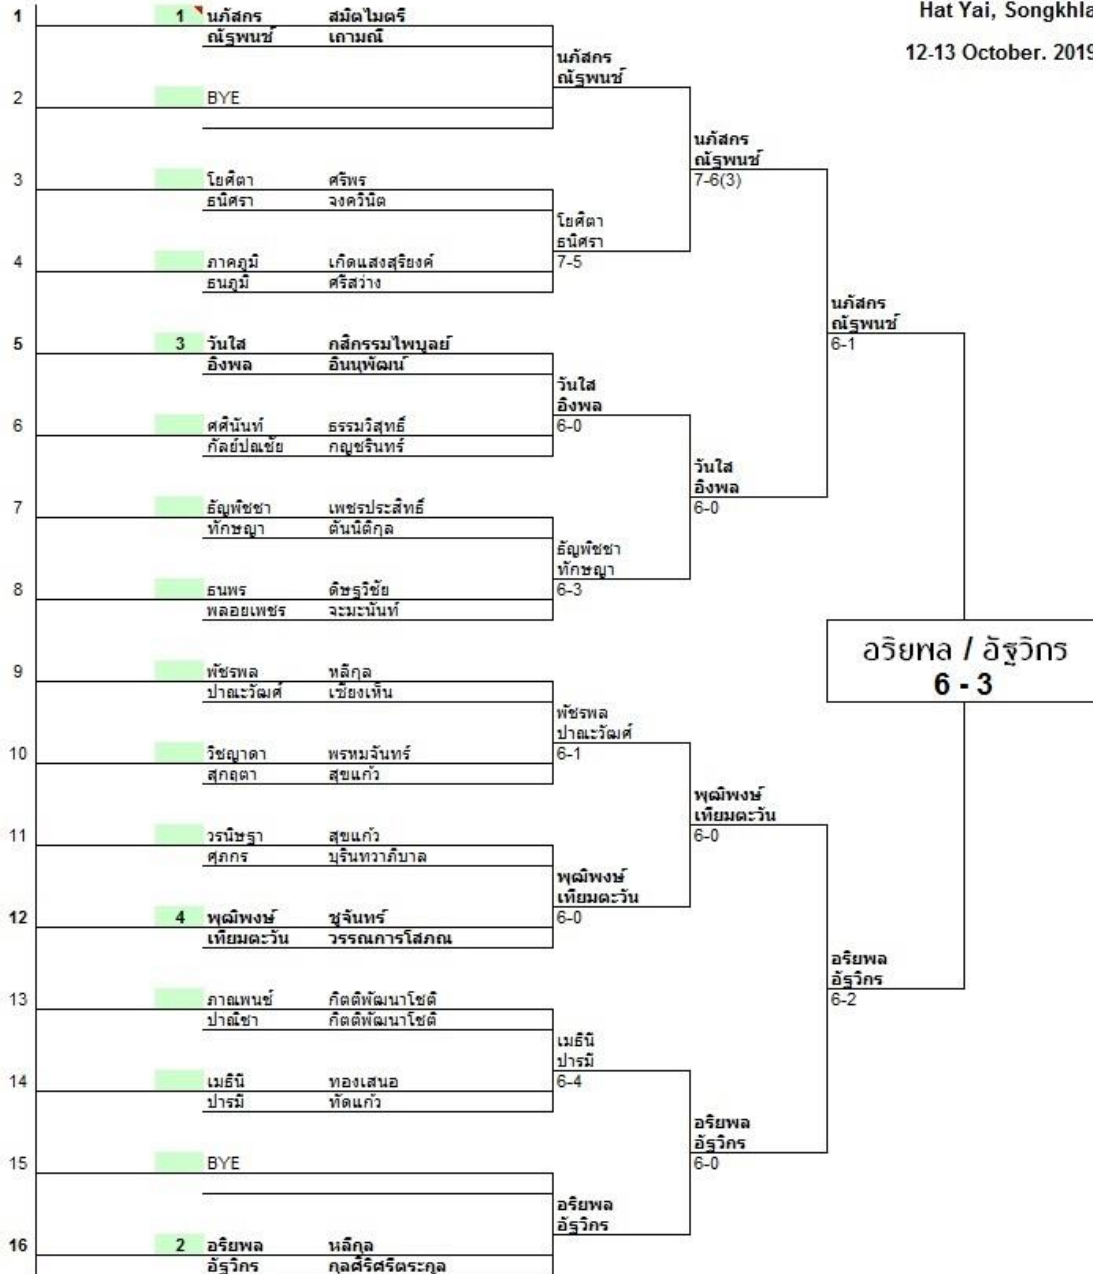 Hat Yai, Songkhla
12-13 October. 2019
1 1 นภัสกร สมิตไมตรี
ณัฐพนช์ เถามณี
นภัสกร
ณัฐพนช์
2 BYE
นภัสกร
ณัฐพนช์
7-6(3)
3 โยศิตา ศรีพร
ธนิศรา จงควินิต
โยศิตา
ธนิศรา
7-5
4 ภาคภูมิ เกิดแสงสุริยงค์
ธนภูมิ ศรีสว่าง
นภัสกร
ณัฐพนช์
6-1
5 3 วันใส กสิกรรมไพบูลย์
อิงพล อินนุพัฒน์
วันใส
อิงพล
6-0
6 ศศินันท์ ธรรมวิสุทธิ์
กัลย์ปณชัย กญชรินทร์
วันใส
อิงพล
6-0
7 ธัญพิชชา เพชรประสิทธิ์
ทักษญา ตันนิติกุล
ธัญพิชชา
ทักษญา
6-3
8 ธนพร ดิษฐวิชัย
พลอยเพชร จะมะนันท์
อริยพล / อัฐวิกร
6 - 3
9 พัชรพล หลีกุล
ปาณะวัฒศ์ เชียงเห็น
พัชรพล
ปาณะวัฒศ์
6-1
10 วิชญาดา พรหมจันทร์
สุกฤตา สุขแก้ว
พุฒิพงษ์
เทียมตะวัน
6-0
11 วรนิษฐา สุขแก้ว
ศุภกร บุรินทวาภิบาล
พุฒิพงษ์
เทียมตะวัน
6-0
12 4 พุฒิพงษ์ ชูจันทร์
เทียมตะวัน วรรณการโสภณ
อริยพล
อัฐวิกร
6-2
13 ภาณพนช์ กิตติพัฒนาโชติ
ปาณิชา กิตติพัฒนาโชติ
เมธินี
ปารมี
6-4
14 เมธินี ทองเสนอ
ปารมี ทัดแก้ว
อริยพล
อัฐวิกร
6-0
15 BYE
อริยพล
อัฐวิกร
16 2 อริยพล หลีกุล
อัฐวิกร กุลศิริศรีตระกูล